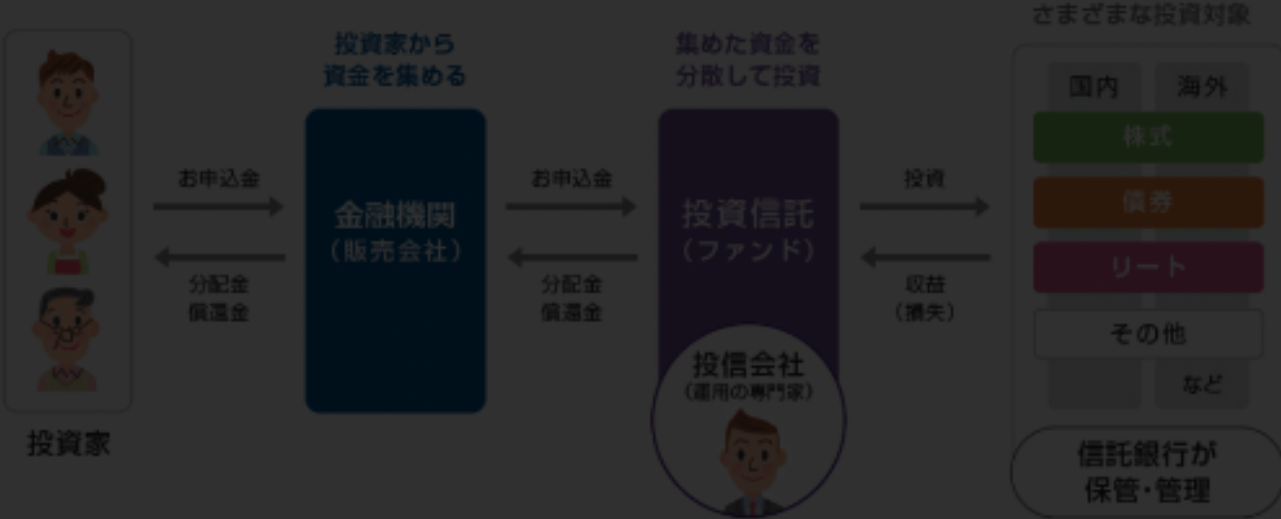 投資家
投資家から
資金を集める
金融機関
（販売会社）
お申込金
分配金
償還金
お申込金
分配金
償還金
集めた資金を
分散して投資
投資信託
（ファンド）
投信会社
（運用の専門家）
投資
収益
（損失）
さまざまな投資対象
国内 海外
株式
債券
リート
その他
など
信託銀行が
保管・管理